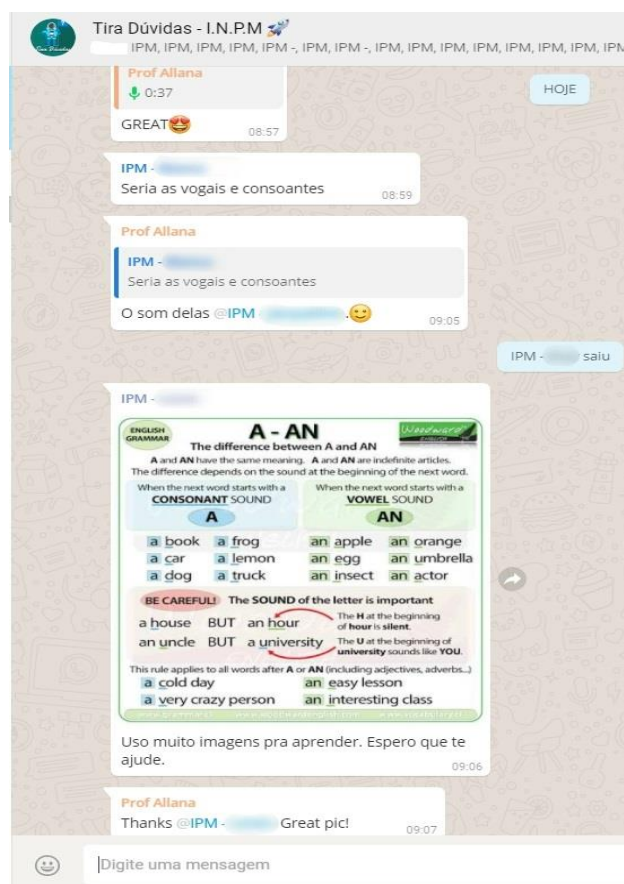 Tira Dúvidas - I.N.P.M 🚀
IPM, IPM, IPM, IPM, IPM -, IPM, IPM -, IPM, IPM, IPM, IPM, IPM, IPM, IPM, IPM
Prof Allana
0:37
HOJE
GREAT😍
08:57
IPM -
Seria as vogais e consoantes
08:59
Prof Allana
IPM -
Seria as vogais e consoantes
O som delas @IPM .🙂
09:05
IPM - saiu
IPM -
ENGLISH GRAMMAR
A - AN
Woodward
ENGLISH
The difference between A and AN
A and AN have the same meaning. A and AN are indefinite articles.
The difference depends on the sound at the beginning of the next word.
When the next word starts with a
CONSONANT SOUND
A
When the next word starts with a
VOWEL SOUND
AN
a book a frog an apple an orange
a car a lemon an egg an umbrella
a dog a truck an insect an actor
BE CAREFUL! The SOUND of the letter is important
a house BUT an hour
The H at the beginning
of hour is silent.
an uncle BUT a university
The U at the beginning of
university sounds like YOU.
This rule applies to all words after A or AN (including adjectives, adverbs...)
a cold day an easy lesson
a very crazy person an interesting class
Uso muito imagens pra aprender. Espero que te
ajude.
09:06
Prof Allana
Thanks @IPM - Great pic!
09:07
Digite uma mensagem